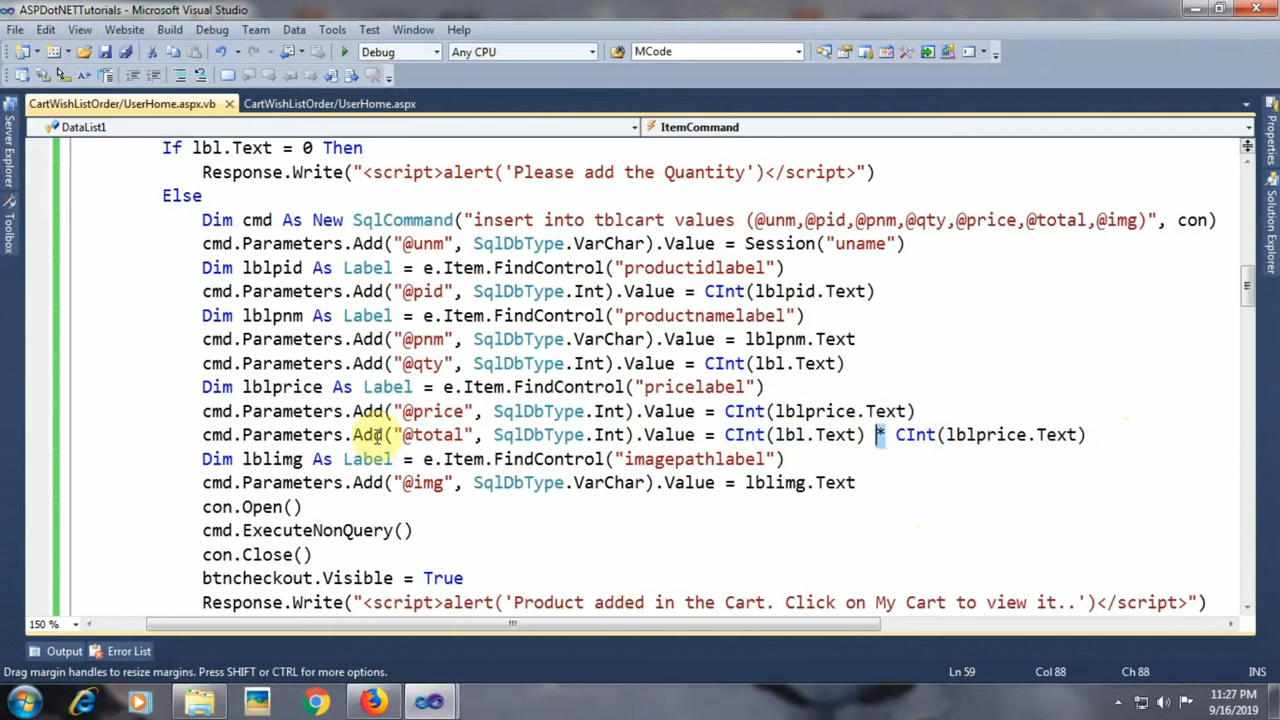 ASPDotNETTutorials - Microsoft Visual Studio
File Edit View Website Build Debug Team Data Tools Test Window Help
Debug Any CPU MCode
CartWishListOrder/UserHome.aspx.vb CartWishListOrder/UserHome.aspx
DataList1 ItemCommand
If lbl.Text = 0 Then
Response.Write("<script>alert('Please add the Quantity')</script>")
Else
Dim cmd As New SqlCommand("insert into tblcart values (@unm,@pid,@pnm,@qty,@price,@total,@img)", con)
cmd.Parameters.Add("@unm", SqlDbType.VarChar).Value = Session("uname")
Dim lblpid As Label = e.Item.FindControl("productidlabel")
cmd.Parameters.Add("@pid", SqlDbType.Int).Value = CInt(lblpid.Text)
Dim lblpnm As Label = e.Item.FindControl("productnamelabel")
cmd.Parameters.Add("@pnm", SqlDbType.VarChar).Value = lblpnm.Text
cmd.Parameters.Add("@qty", SqlDbType.Int).Value = CInt(lbl.Text)
Dim lblprice As Label = e.Item.FindControl("pricelabel")
cmd.Parameters.Add("@price", SqlDbType.Int).Value = CInt(lblprice.Text)
cmd.Parameters.Add("@total", SqlDbType.Int).Value = CInt(lbl.Text) * CInt(lblprice.Text)
Dim lblimg As Label = e.Item.FindControl("imagepathlabel")
cmd.Parameters.Add("@img", SqlDbType.VarChar).Value = lblimg.Text
con.Open()
cmd.ExecuteNonQuery()
con.Close()
btncheckout.Visible = True
Response.Write("<script>alert('Product added in the Cart. Click on My Cart to view it..')</script>")
150 %
Output Error List
Drag margin handles to resize margins. Press SHIFT or CTRL for more options. Ln 59 Col 88 Ch 88 INS
11:27 PM
9/16/2019
Server Explorer
Toolbox
Properties
Solution Explorer